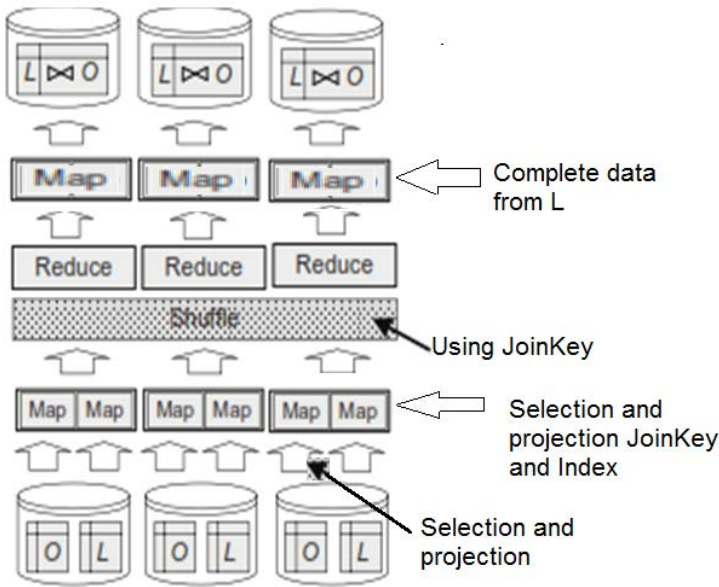 L ⋈ O L ⋈ O L ⋈ O
Map Map Map
Complete data
from L
Reduce Reduce Reduce
Shuffle
Using JoinKey
Map Map Map Map Map Map
Selection and
projection JoinKey
and Index
O L O L O L
Selection and
projection